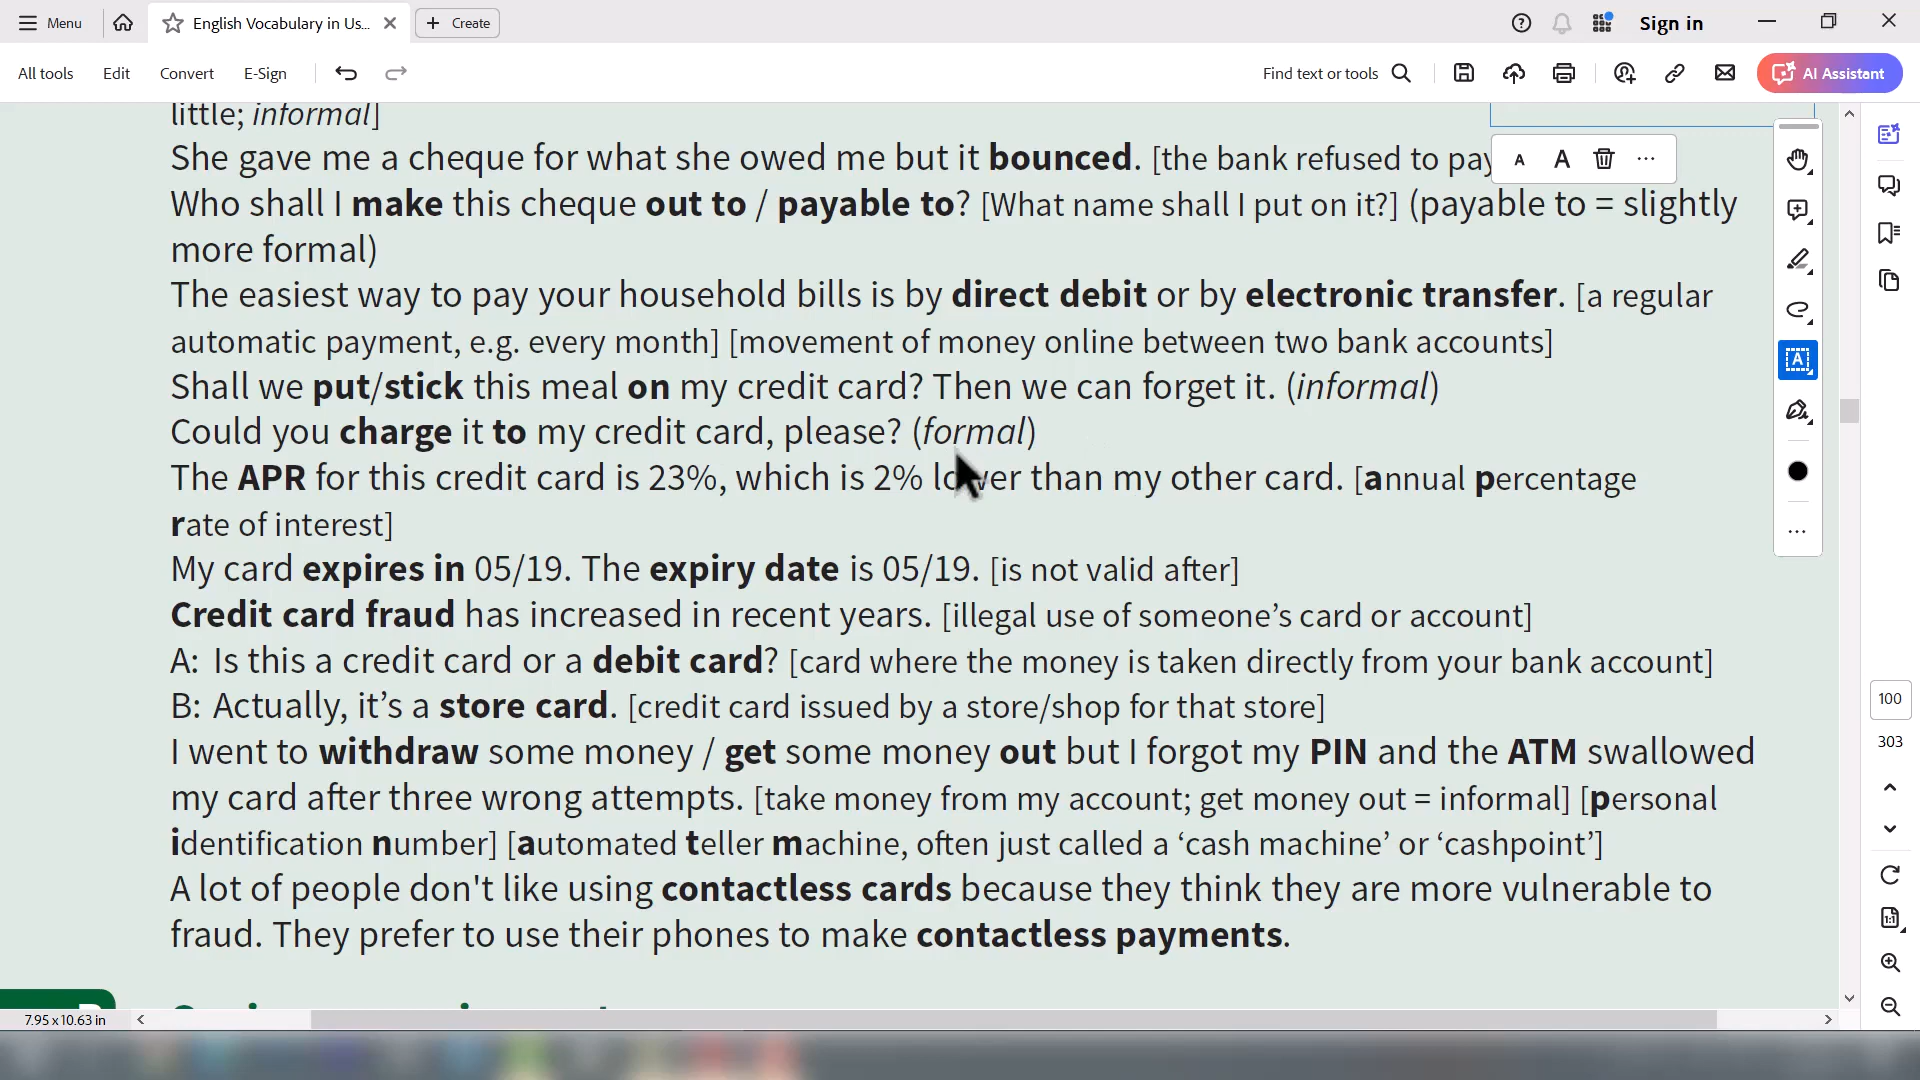 Menu
English Vocabulary in Us...
Create
Sign in
All tools
Edit
Convert
E-Sign
Find text or tools
AI Assistant
little; informal]
She gave me a cheque for what she owed me but it bounced. [the bank refused to pay
Who shall I make this cheque out to / payable to? [What name shall I put on it?] (payable to = slightly
more formal)
The easiest way to pay your household bills is by direct debit or by electronic transfer. [a regular
automatic payment, e.g. every month] [movement of money online between two bank accounts]
Shall we put/stick this meal on my credit card? Then we can forget it. (informal)
Could you charge it to my credit card, please? (formal)
The APR for this credit card is 23%, which is 2% lower than my other card. [annual percentage
rate of interest]
My card expires in 05/19. The expiry date is 05/19. [is not valid after]
Credit card fraud has increased in recent years. [illegal use of someone’s card or account]
A: Is this a credit card or a debit card? [card where the money is taken directly from your bank account]
B: Actually, it’s a store card. [credit card issued by a store/shop for that store]
I went to withdraw some money / get some money out but I forgot my PIN and the ATM swallowed
my card after three wrong attempts. [take money from my account; get money out = informal] [personal
identification number] [automated teller machine, often just called a ‘cash machine’ or ‘cashpoint’]
A lot of people don't like using contactless cards because they think they are more vulnerable to
fraud. They prefer to use their phones to make contactless payments.
100
303
7.95 x 10.63 in